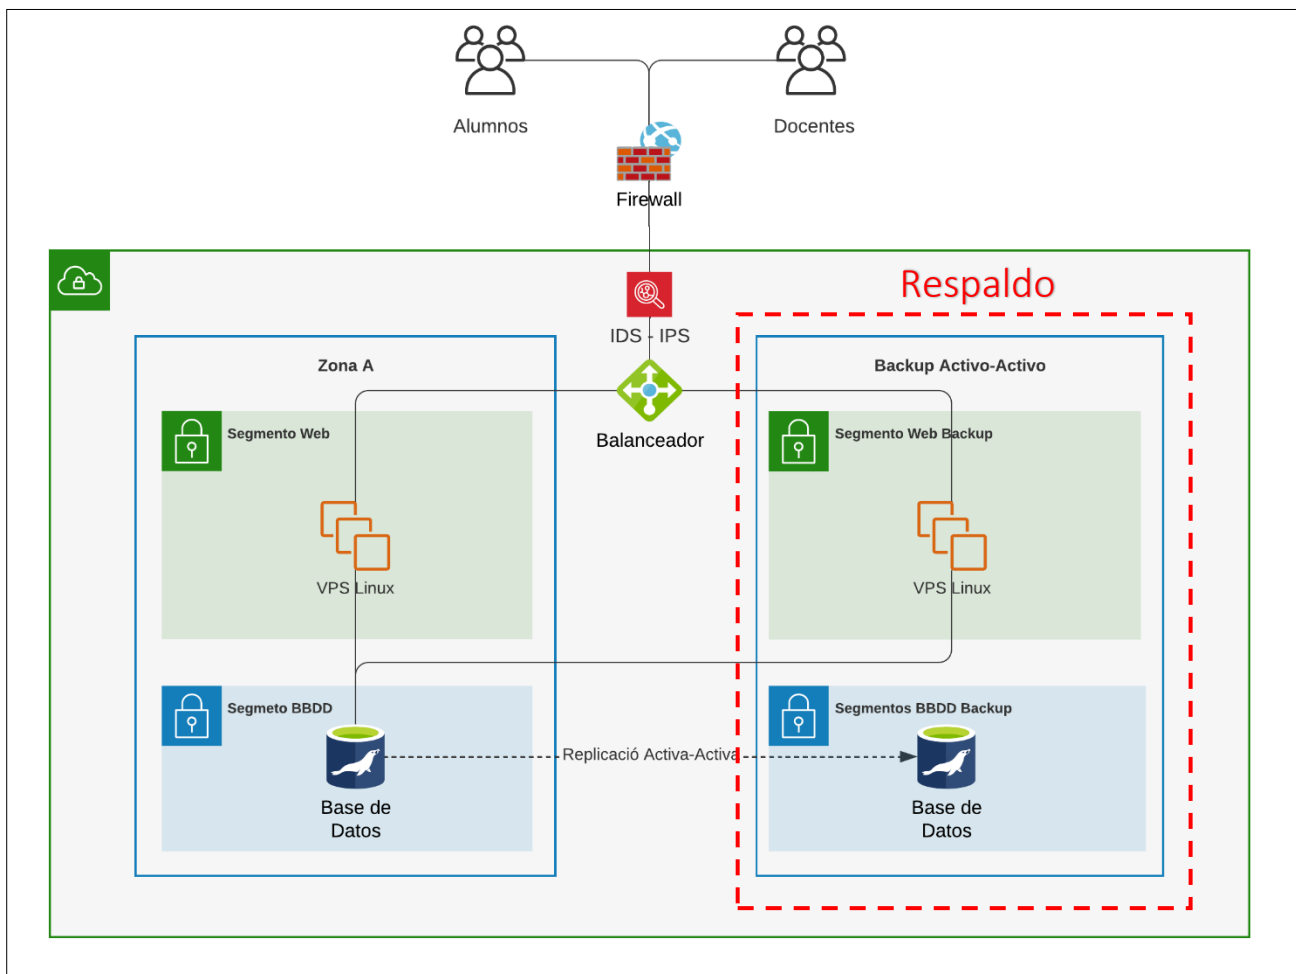 Alumnos
Docentes
Firewall
Respaldo
IDS - IPS
Zona A
Backup Activo-Activo
Segmento Web
Balanceador
Segmento Web Backup
VPS Linux
VPS Linux
Segmeto BBDD
Segmentos BBDD Backup
Replicació Activa-Activa
Base de
Datos
Base de
Datos